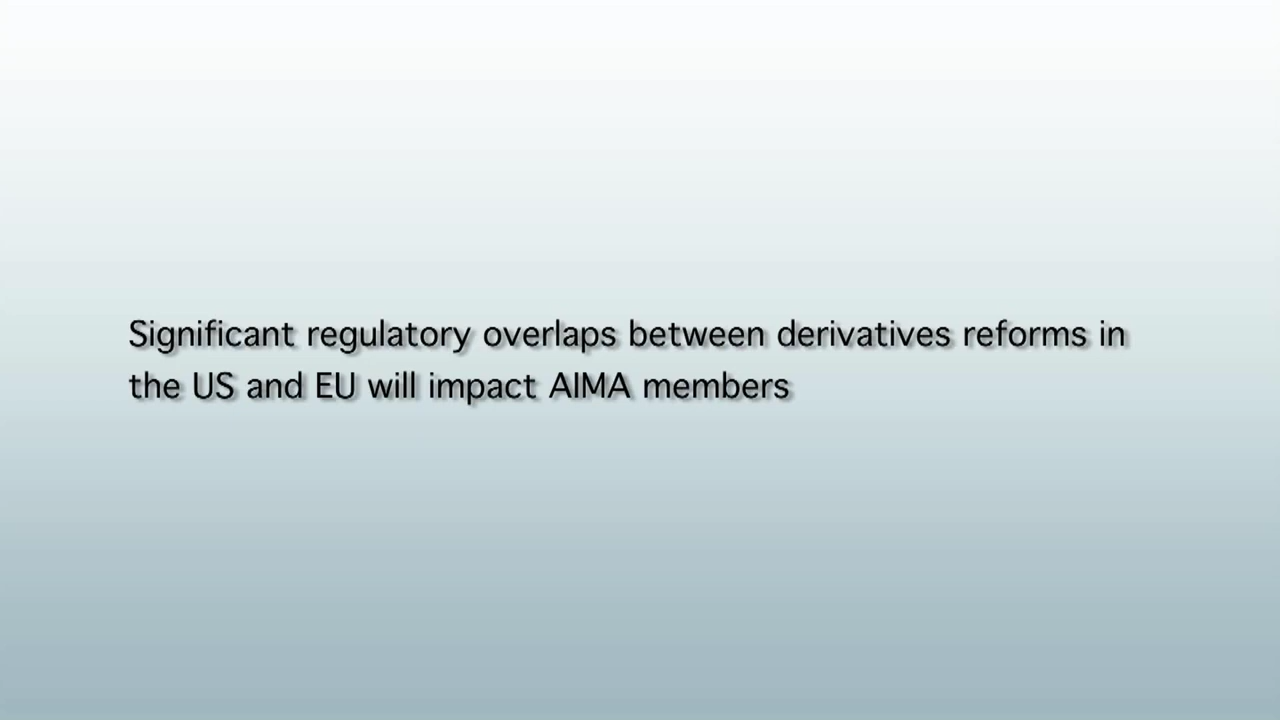 Significant regulatory overlaps between derivatives reforms in
the US and EU will impact AIMA members